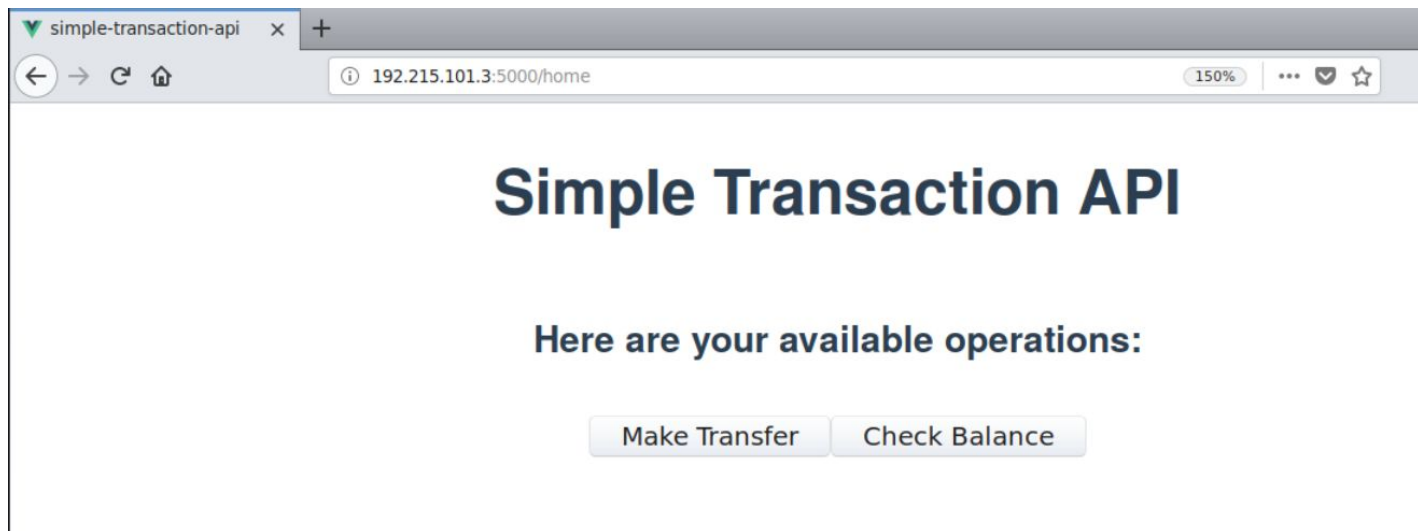 simple-transaction-api
192.215.101.3:5000/home
150%
Simple Transaction API
Here are your available operations:
Make Transfer Check Balance